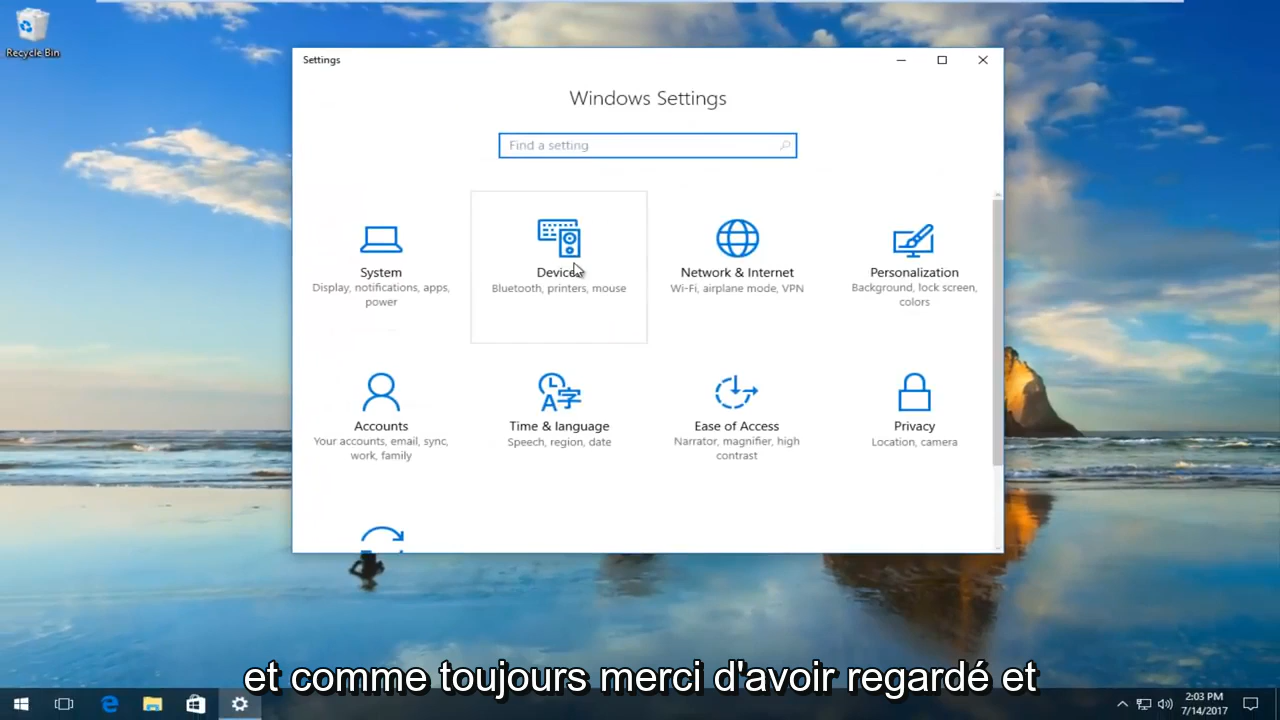 Recycle Bin
Settings
Windows Settings
Find a setting
System
Display, notifications, apps,
power
Devices
Bluetooth, printers, mouse
Network & Internet
Wi-Fi, airplane mode, VPN
Personalization
Background, lock screen,
colors
Accounts
Your accounts, email, sync,
work, family
Time & language
Speech, region, date
Ease of Access
Narrator, magnifier, high
contrast
Privacy
Location, camera
et comme toujours merci d'avoir regardé et
2:03 PM
7/14/2017